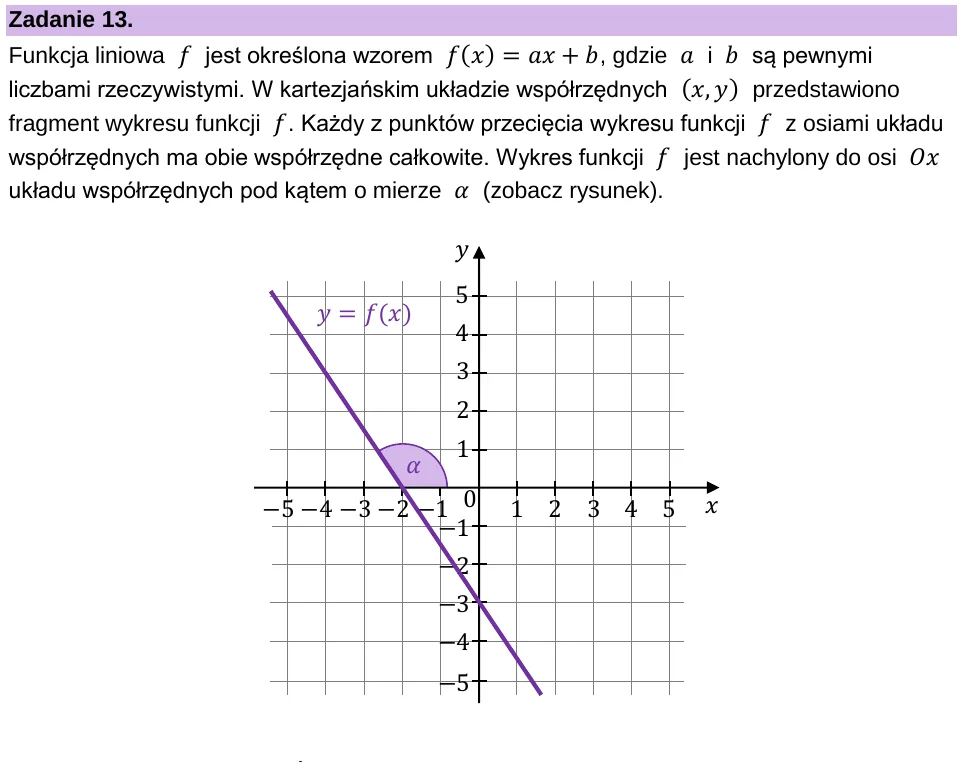 Zadanie 13.
Funkcja liniowa f jest określona wzorem f(x) = ax + b, gdzie a i b są pewnymi
liczbami rzeczywistymi. W kartezjańskim układzie współrzędnych (x, y) przedstawiono
fragment wykresu funkcji f. Każdy z punktów przecięcia wykresu funkcji f z osiami układu
współrzędnych ma obie współrzędne całkowite. Wykres funkcji f jest nachylony do osi Ox
układu współrzędnych pod kątem o mierze α (zobacz rysunek).
y
5
y = f(x)
4
3
2
1
α
−5 −4 −3 −2 −1 0 1 2 3 4 5 x
−1
−2
−3
−4
−5